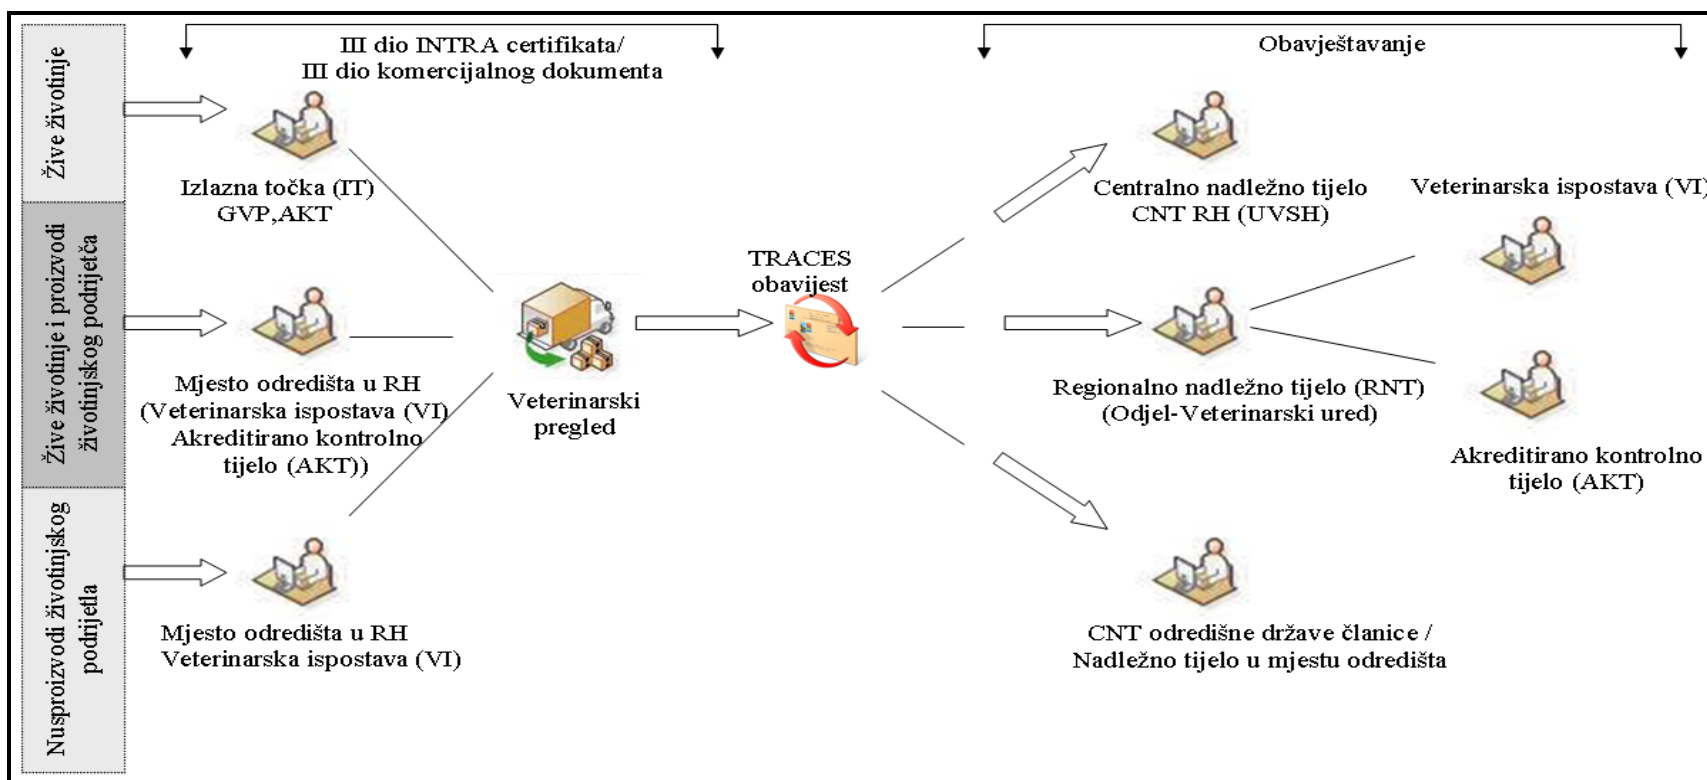 III dio INTRA certifikata/
III dio komercijalnog dokumenta
Obavještavanje
Žive životinje
Izlazna točka (IT)
GVP,AKT
Centralno nadležno tijelo
CNT RH (UVSH)
Veterinarska ispostava (VI)
Žive životinje i proizvodi
životinjskog podrijetča
TRACES
obavijest
Mjesto odredišta u RH
(Veterinarska ispostava (VI)
Akreditirano kontrolno
tijelo (AKT))
Veterinarski
pregled
Regionalno nadležno tijelo (RNT)
(Odjel-Veterinarski ured)
Akreditirano kontrolno
tijelo (AKT)
Nusproizvodi životinjskog
podrijetla
Mjesto odredišta u RH
Veterinarska ispostava (VI)
CNT odredišne države članice /
Nadležno tijelo u mjestu odredišta